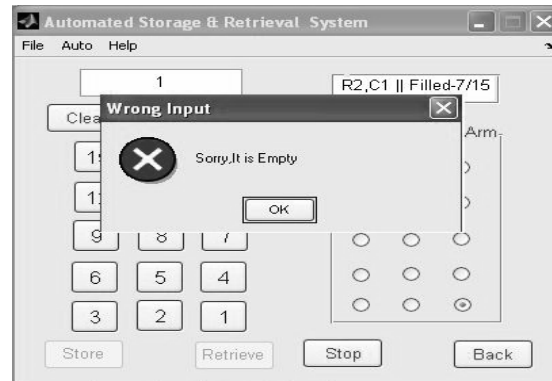 Automated Storage & Retrieval System
File Auto Help
1
R2,C1 || Filled-7/15
Wrong Input
Arm
Sorry,It is Empty
OK
9 8 7
6 5 4
3 2 1
Store Retrieve Stop Back